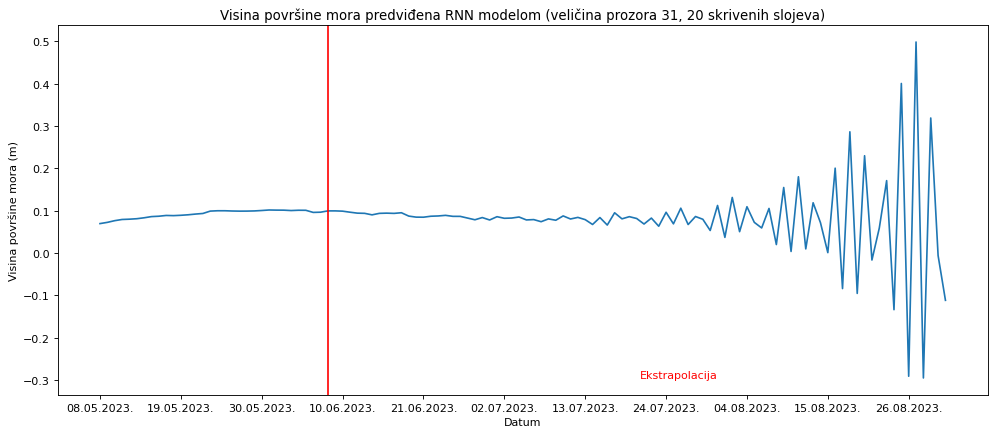 Visina površine mora predviđena RNN modelom (veličina prozora 31, 20 skrivenih slojeva)
Visina površine mora (m)
0.5
0.4
0.3
0.2
0.1
0.0
−0.1
−0.2
−0.3
Ekstrapolacija
08.05.2023. 19.05.2023. 30.05.2023. 10.06.2023. 21.06.2023. 02.07.2023. 13.07.2023. 24.07.2023. 04.08.2023. 15.08.2023. 26.08.2023.
Datum